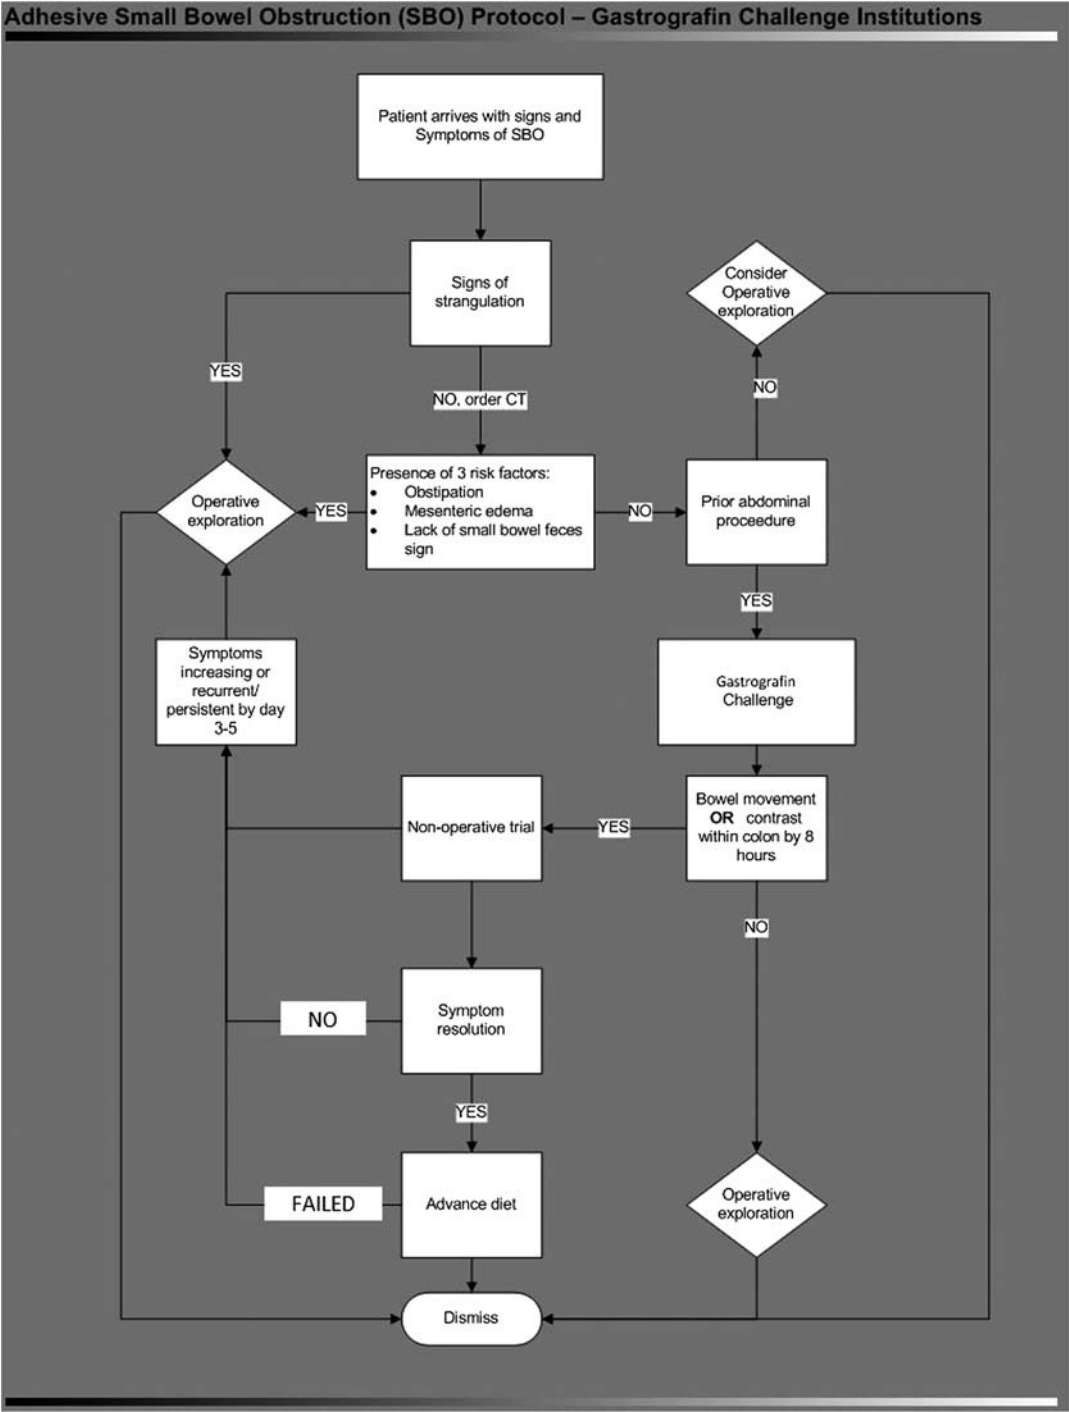 Adhesive Small Bowel Obstruction (SBO) Protocol – Gastrografin Challenge Institutions
Patient arrives with signs and
Symptoms of SBO
Signs of
strangulation
Consider
Operative
exploration
YES
NO, order CT
NO
Operative
exploration
YES
Presence of 3 risk factors:
• Obstipation
• Mesenteric edema
• Lack of small bowel feces
sign
NO
Prior abdominal
proceedure
YES
Symptoms
increasing or
recurrent/
persistent by day
3-5
Gastrografin
Challenge
Non-operative trial
YES
Bowel movement
OR contrast
within colon by 8
hours
NO
NO
Symptom
resolution
YES
FAILED
Advance diet
Operative
exploration
Dismiss